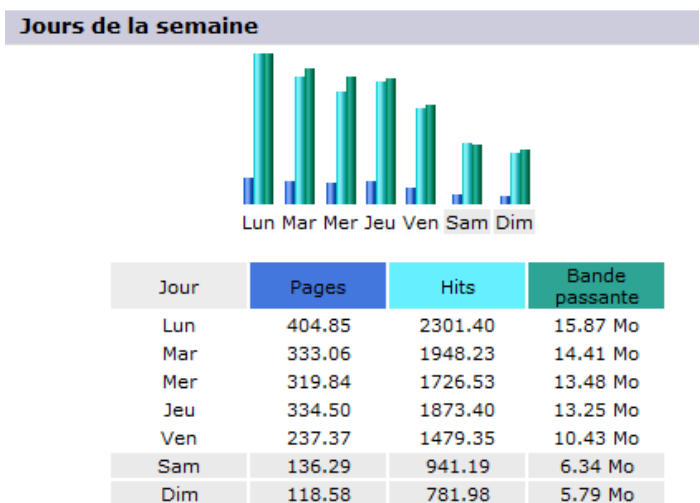 Jours de la semaine
Lun Mar Mer Jeu Ven Sam Dim
Jour Pages Hits Bande passante
Lun 404.85 2301.40 15.87 Mo
Mar 333.06 1948.23 14.41 Mo
Mer 319.84 1726.53 13.48 Mo
Jeu 334.50 1873.40 13.25 Mo
Ven 237.37 1479.35 10.43 Mo
Sam 136.29 941.19 6.34 Mo
Dim 118.58 781.98 5.79 Mo